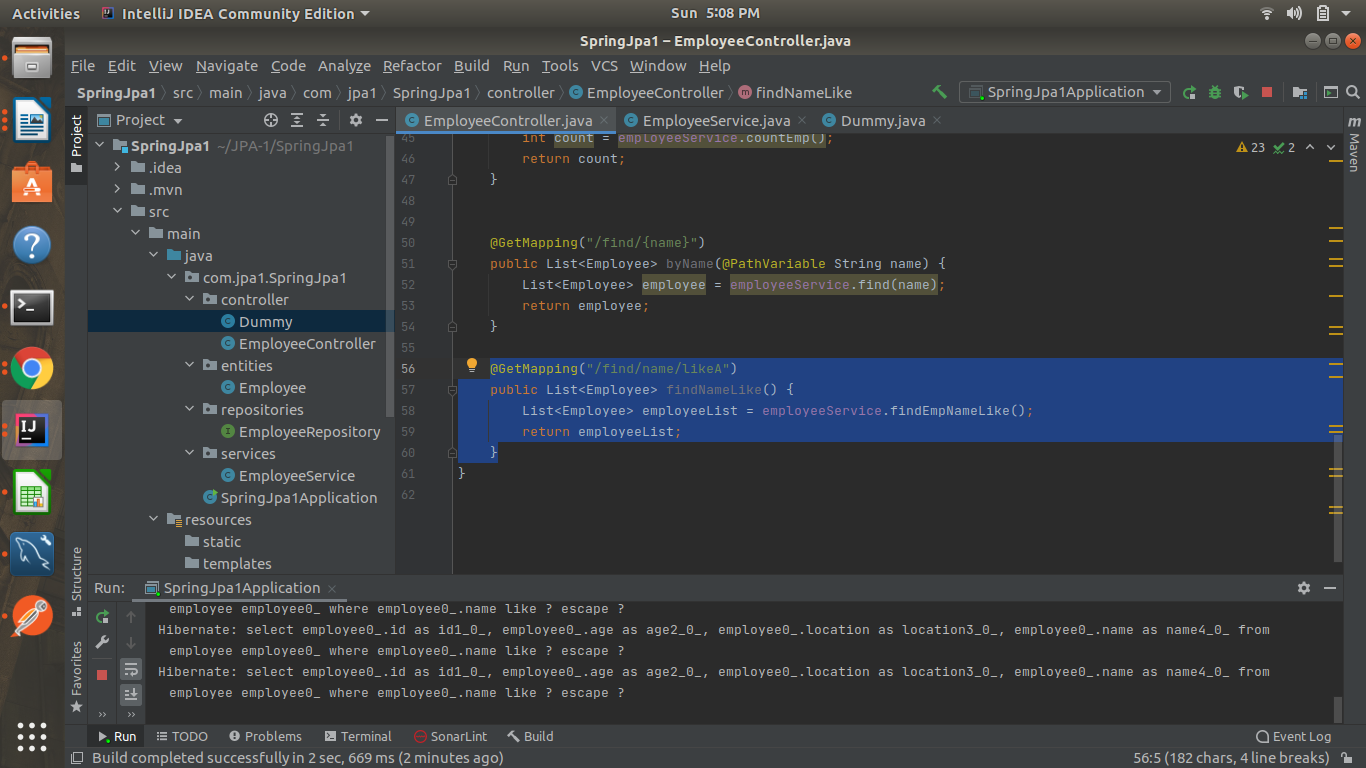 Activities IntelliJ IDEA Community Edition Sun 5:08 PM
SpringJpa1 – EmployeeController.java
File Edit View Navigate Code Analyze Refactor Build Run Tools VCS Window Help
SpringJpa1 src main java com jpa1 SpringJpa1 controller EmployeeController findNameLike SpringJpa1Application
Project
Project
EmployeeController.java EmployeeService.java Dummy.java
Maven
SpringJpa1 ~/JPA-1/SpringJpa1
.idea
.mvn
src
main
java
com.jpa1.SpringJpa1
controller
Dummy
EmployeeController
entities
Employee
repositories
EmployeeRepository
services
EmployeeService
SpringJpa1Application
resources
static
templates
23 2
45 int count = employeeService.countEmp();
46 return count;
47 }
48
49
50 @GetMapping("/find/{name}")
51 public List<Employee> byName(@PathVariable String name) {
52 List<Employee> employee = employeeService.find(name);
53 return employee;
54 }
55
56 @GetMapping("/find/name/likeA")
57 public List<Employee> findNameLike() {
58 List<Employee> employeeList = employeeService.findEmpNameLike();
59 return employeeList;
60 }
61 }
62
Structure
Favorites
Run: SpringJpa1Application
employee employee0_ where employee0_.name like ? escape ?
Hibernate: select employee0_.id as id1_0_, employee0_.age as age2_0_, employee0_.location as location3_0_, employee0_.name as name4_0_ from
employee employee0_ where employee0_.name like ? escape ?
Hibernate: select employee0_.id as id1_0_, employee0_.age as age2_0_, employee0_.location as location3_0_, employee0_.name as name4_0_ from
employee employee0_ where employee0_.name like ? escape ?
Run TODO Problems Terminal SonarLint Build Event Log
Build completed successfully in 2 sec, 669 ms (2 minutes ago) 56:5 (182 chars, 4 line breaks)